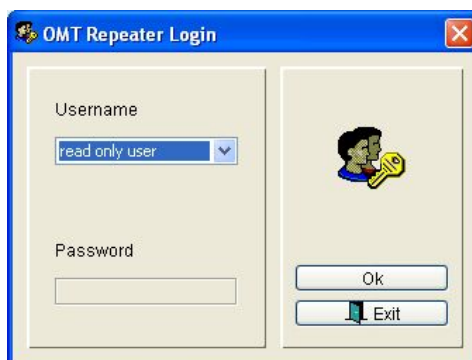 OMT Repeater Login
Username
read only user
Password
Ok
Exit